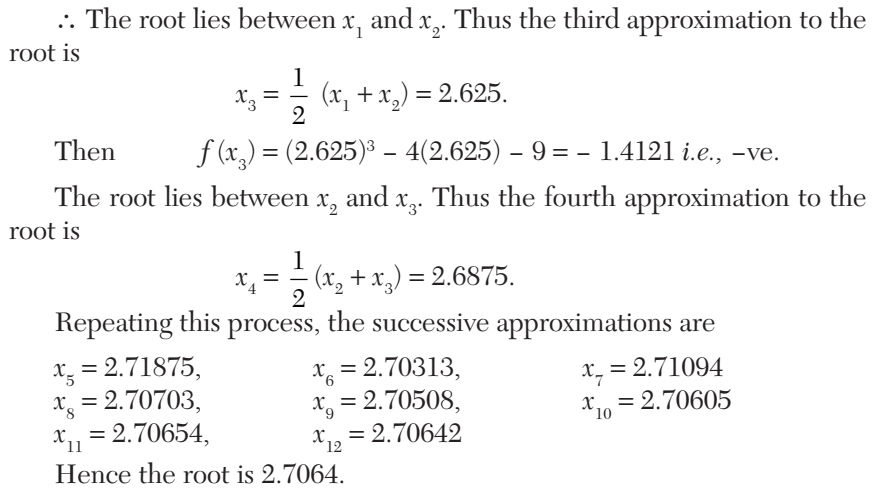 ∴ The root lies between x₁ and x₂. Thus the third approximation to the
root is
x₃ = 1/2 (x₁ + x₂) = 2.625.
Then f (x₃) = (2.625)³ – 4(2.625) – 9 = – 1.4121 i.e., –ve.
The root lies between x₂ and x₃. Thus the fourth approximation to the
root is
x₄ = 1/2 (x₂ + x₃) = 2.6875.
Repeating this process, the successive approximations are
x₅ = 2.71875, x₆ = 2.70313, x₇ = 2.71094
x₈ = 2.70703, x₉ = 2.70508, x₁₀ = 2.70605
x₁₁ = 2.70654, x₁₂ = 2.70642
Hence the root is 2.7064.